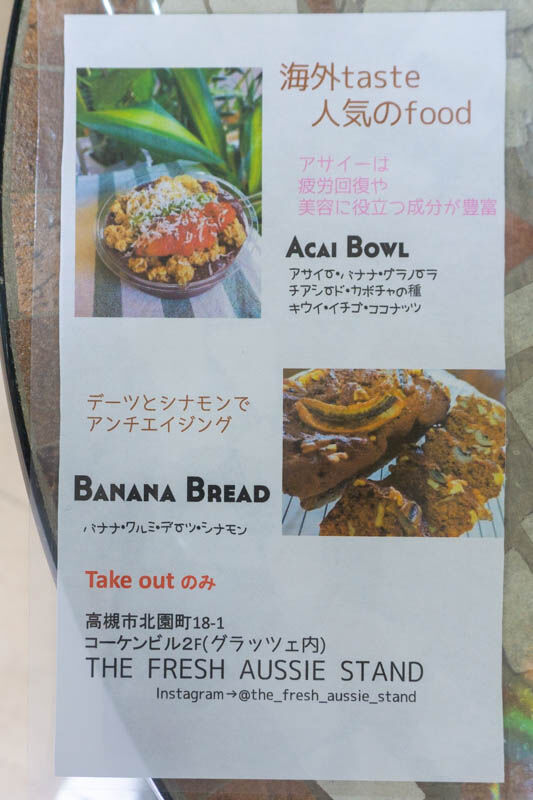 海外taste
人気のfood
アサイーは
疲労回復や
美容に役立つ成分が豊富
ACAI BOWL
アサイー・バナナ・グラノーラ
チアシード・カボチャの種
キウイ・イチゴ・ココナッツ
デーツとシナモンで
アンチエイジング
BANANA BREAD
バナナ・クルミ・デーツ・シナモン
Take out のみ
高槻市北園町18-1
コーケンビル2F(グラッツェ内)
THE FRESH AUSSIE STAND
Instagram→@the_fresh_aussie_stand